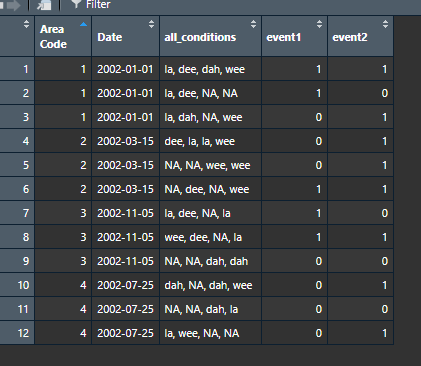 Filter
Area Code Date all_conditions event1 event2
1 1 2002-01-01 la, dee, dah, wee 1 1
2 1 2002-01-01 la, dee, NA, NA 1 0
3 1 2002-01-01 la, dah, NA, wee 0 1
4 2 2002-03-15 dee, la, la, wee 0 1
5 2 2002-03-15 NA, NA, wee, wee 0 1
6 2 2002-03-15 NA, dee, NA, wee 1 1
7 3 2002-11-05 la, dee, NA, la 1 0
8 3 2002-11-05 wee, dee, NA, la 1 1
9 3 2002-11-05 NA, NA, dah, dah 0 0
10 4 2002-07-25 dah, NA, dah, wee 0 1
11 4 2002-07-25 NA, NA, dah, la 0 0
12 4 2002-07-25 la, wee, NA, NA 0 1